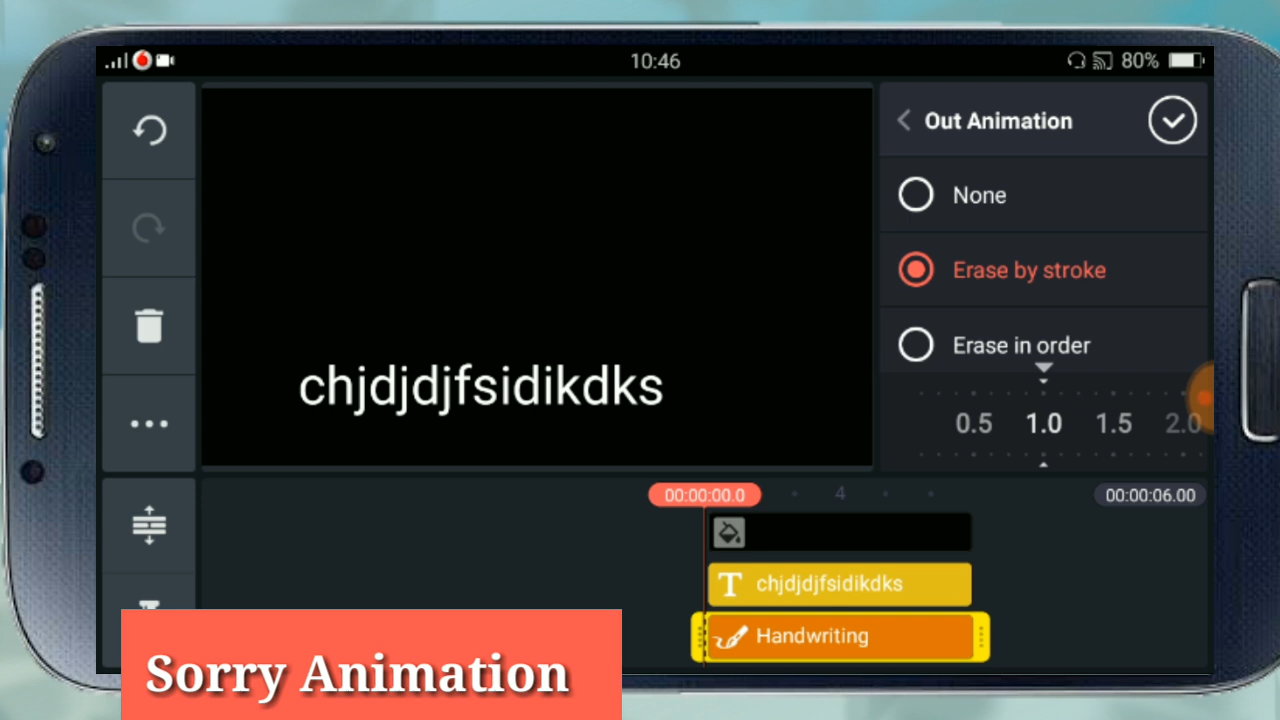 10:46
80%
Out Animation
None
Erase by stroke
Erase in order
0.5 1.0 1.5 2.0
chjdjdjfsidikdks
00:00:00.0 4 00:00:06.00
chjdjdjfsidikdks
Handwriting
Sorry Animation